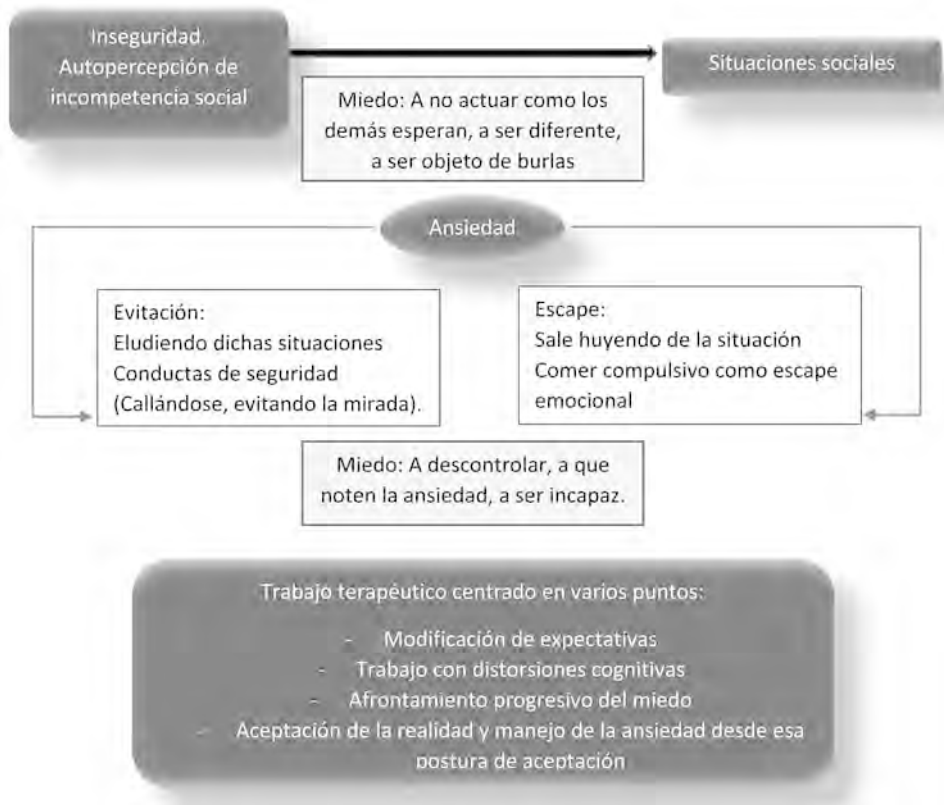 Inseguridad.
Autopercepción de
incompetencia social
Situaciones sociales
Miedo: A no actuar como los
demás esperan, a ser diferente,
a ser objeto de burlas
Ansiedad
Evitación:
Eludiendo dichas situaciones
Conductas de seguridad
(Callándose, evitando la mirada).
Escape:
Sale huyendo de la situación
Comer compulsivo como escape
emocional
Miedo: A descontrolar, a que
noten la ansiedad, a ser incapaz.
Trabajo terapéutico centrado en varios puntos:
- Modificación de expectativas
- Trabajo con distorsiones cognitivas
- Afrontamiento progresivo del miedo
- Aceptación de la realidad y manejo de la ansiedad desde esa
postura de aceptación